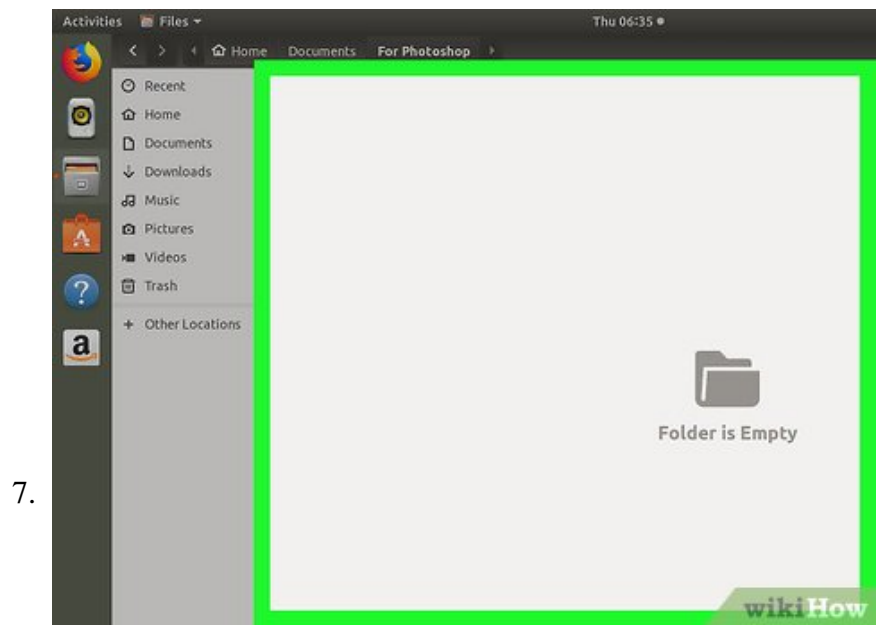 Activities Files Thu 06:35
Home Documents For Photoshop
Recent
Home
Documents
Downloads
Music
Pictures
Videos
Trash
+ Other Locations
Folder is Empty
7.
wikiHow